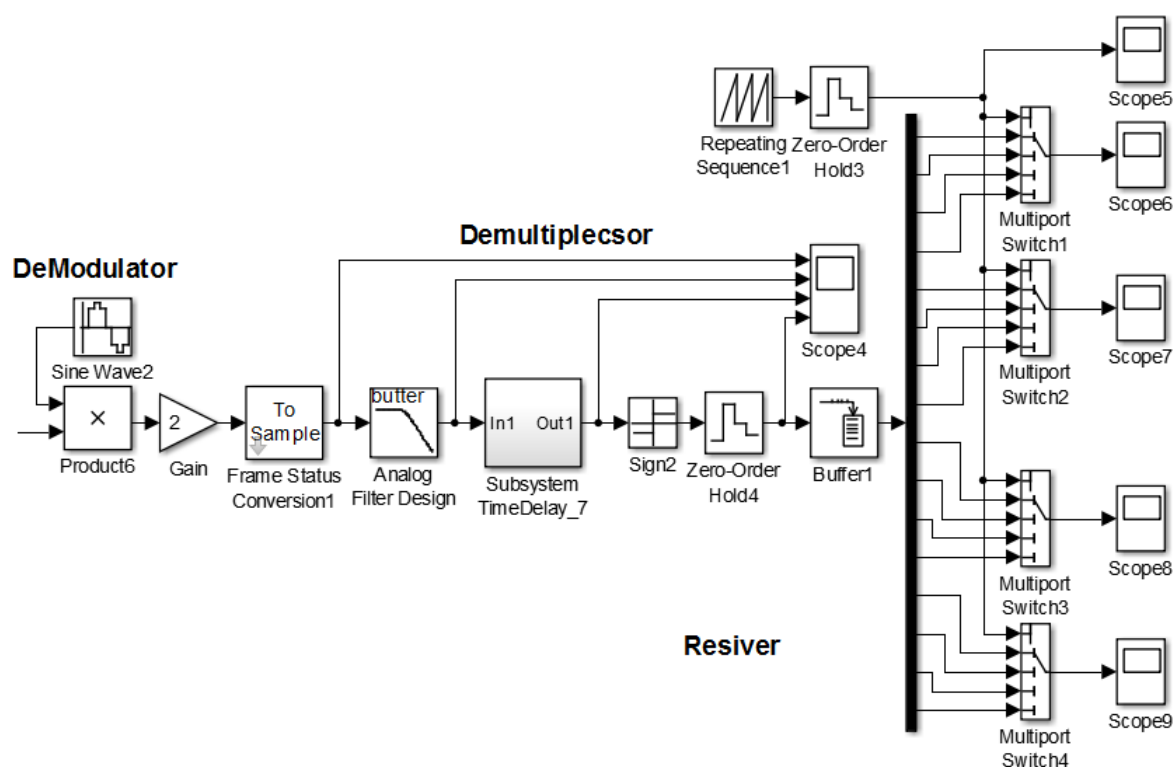 Scope5
Repeating
Sequence1
Zero-Order
Hold3
Scope6
Multiport
Switch1
Demultiplecsor
DeModulator
Sine Wave2
Scope4
Scope7
Multiport
Switch2
×
Product6
2
Gain
To
Sample
Frame Status
Conversion1
butter
Analog
Filter Design
In1
Out1
Subsystem
TimeDelay_7
Sign2
Zero-Order
Hold4
Buffer1
Scope8
Multiport
Switch3
Resiver
Scope9
Multiport
Switch4